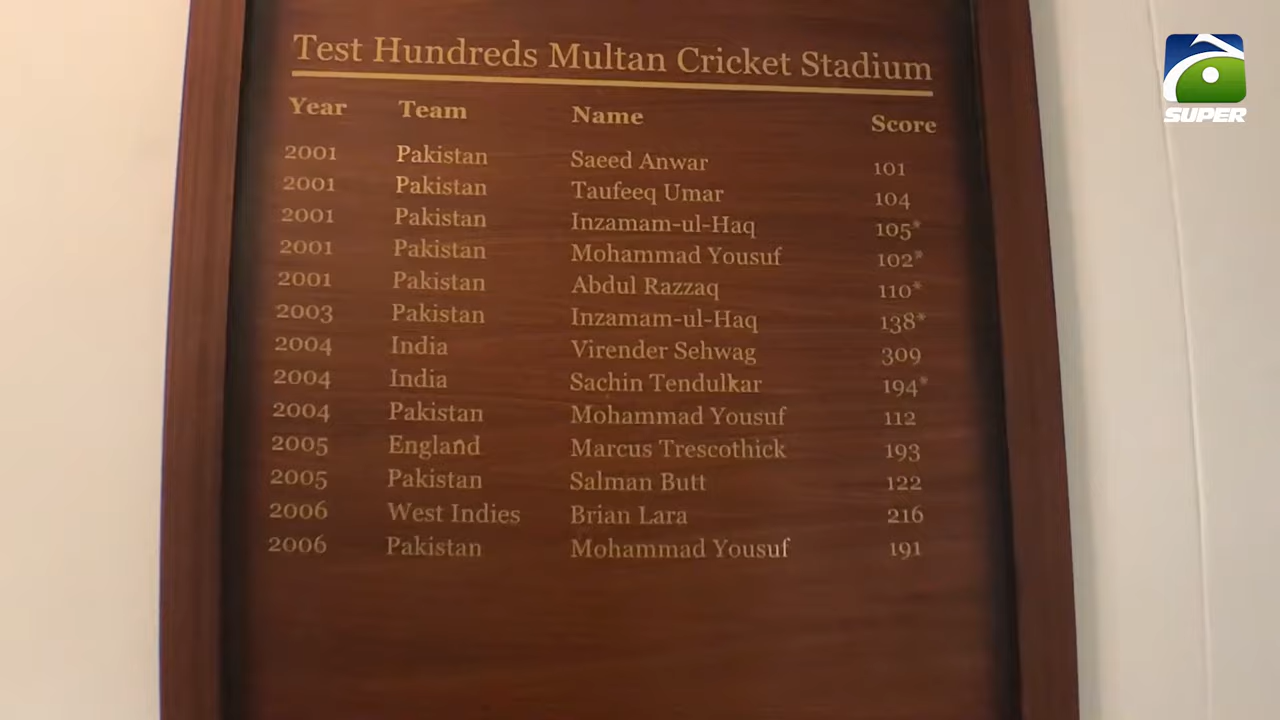 Test Hundreds Multan Cricket Stadium
Year Team Name Score
2001 Pakistan Saeed Anwar 101
2001 Pakistan Taufeeq Umar 104
2001 Pakistan Inzamam-ul-Haq 105*
2001 Pakistan Mohammad Yousuf 102*
2001 Pakistan Abdul Razzaq 110*
2003 Pakistan Inzamam-ul-Haq 138*
2004 India Virender Sehwag 309
2004 India Sachin Tendulkar 194*
2004 Pakistan Mohammad Yousuf 112
2005 England Marcus Trescothick 193
2005 Pakistan Salman Butt 122
2006 West Indies Brian Lara 216
2006 Pakistan Mohammad Yousuf 191
SUPER